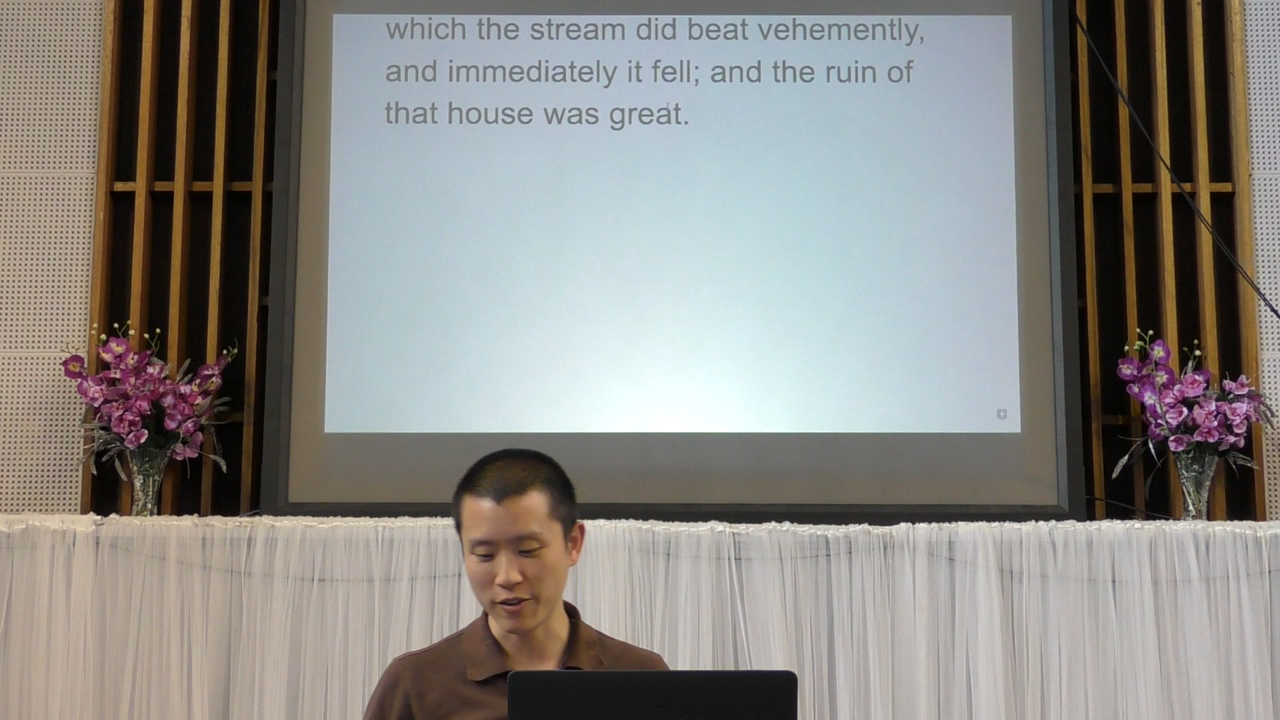 which the stream did beat vehemently,
and immediately it fell; and the ruin of
that house was great.